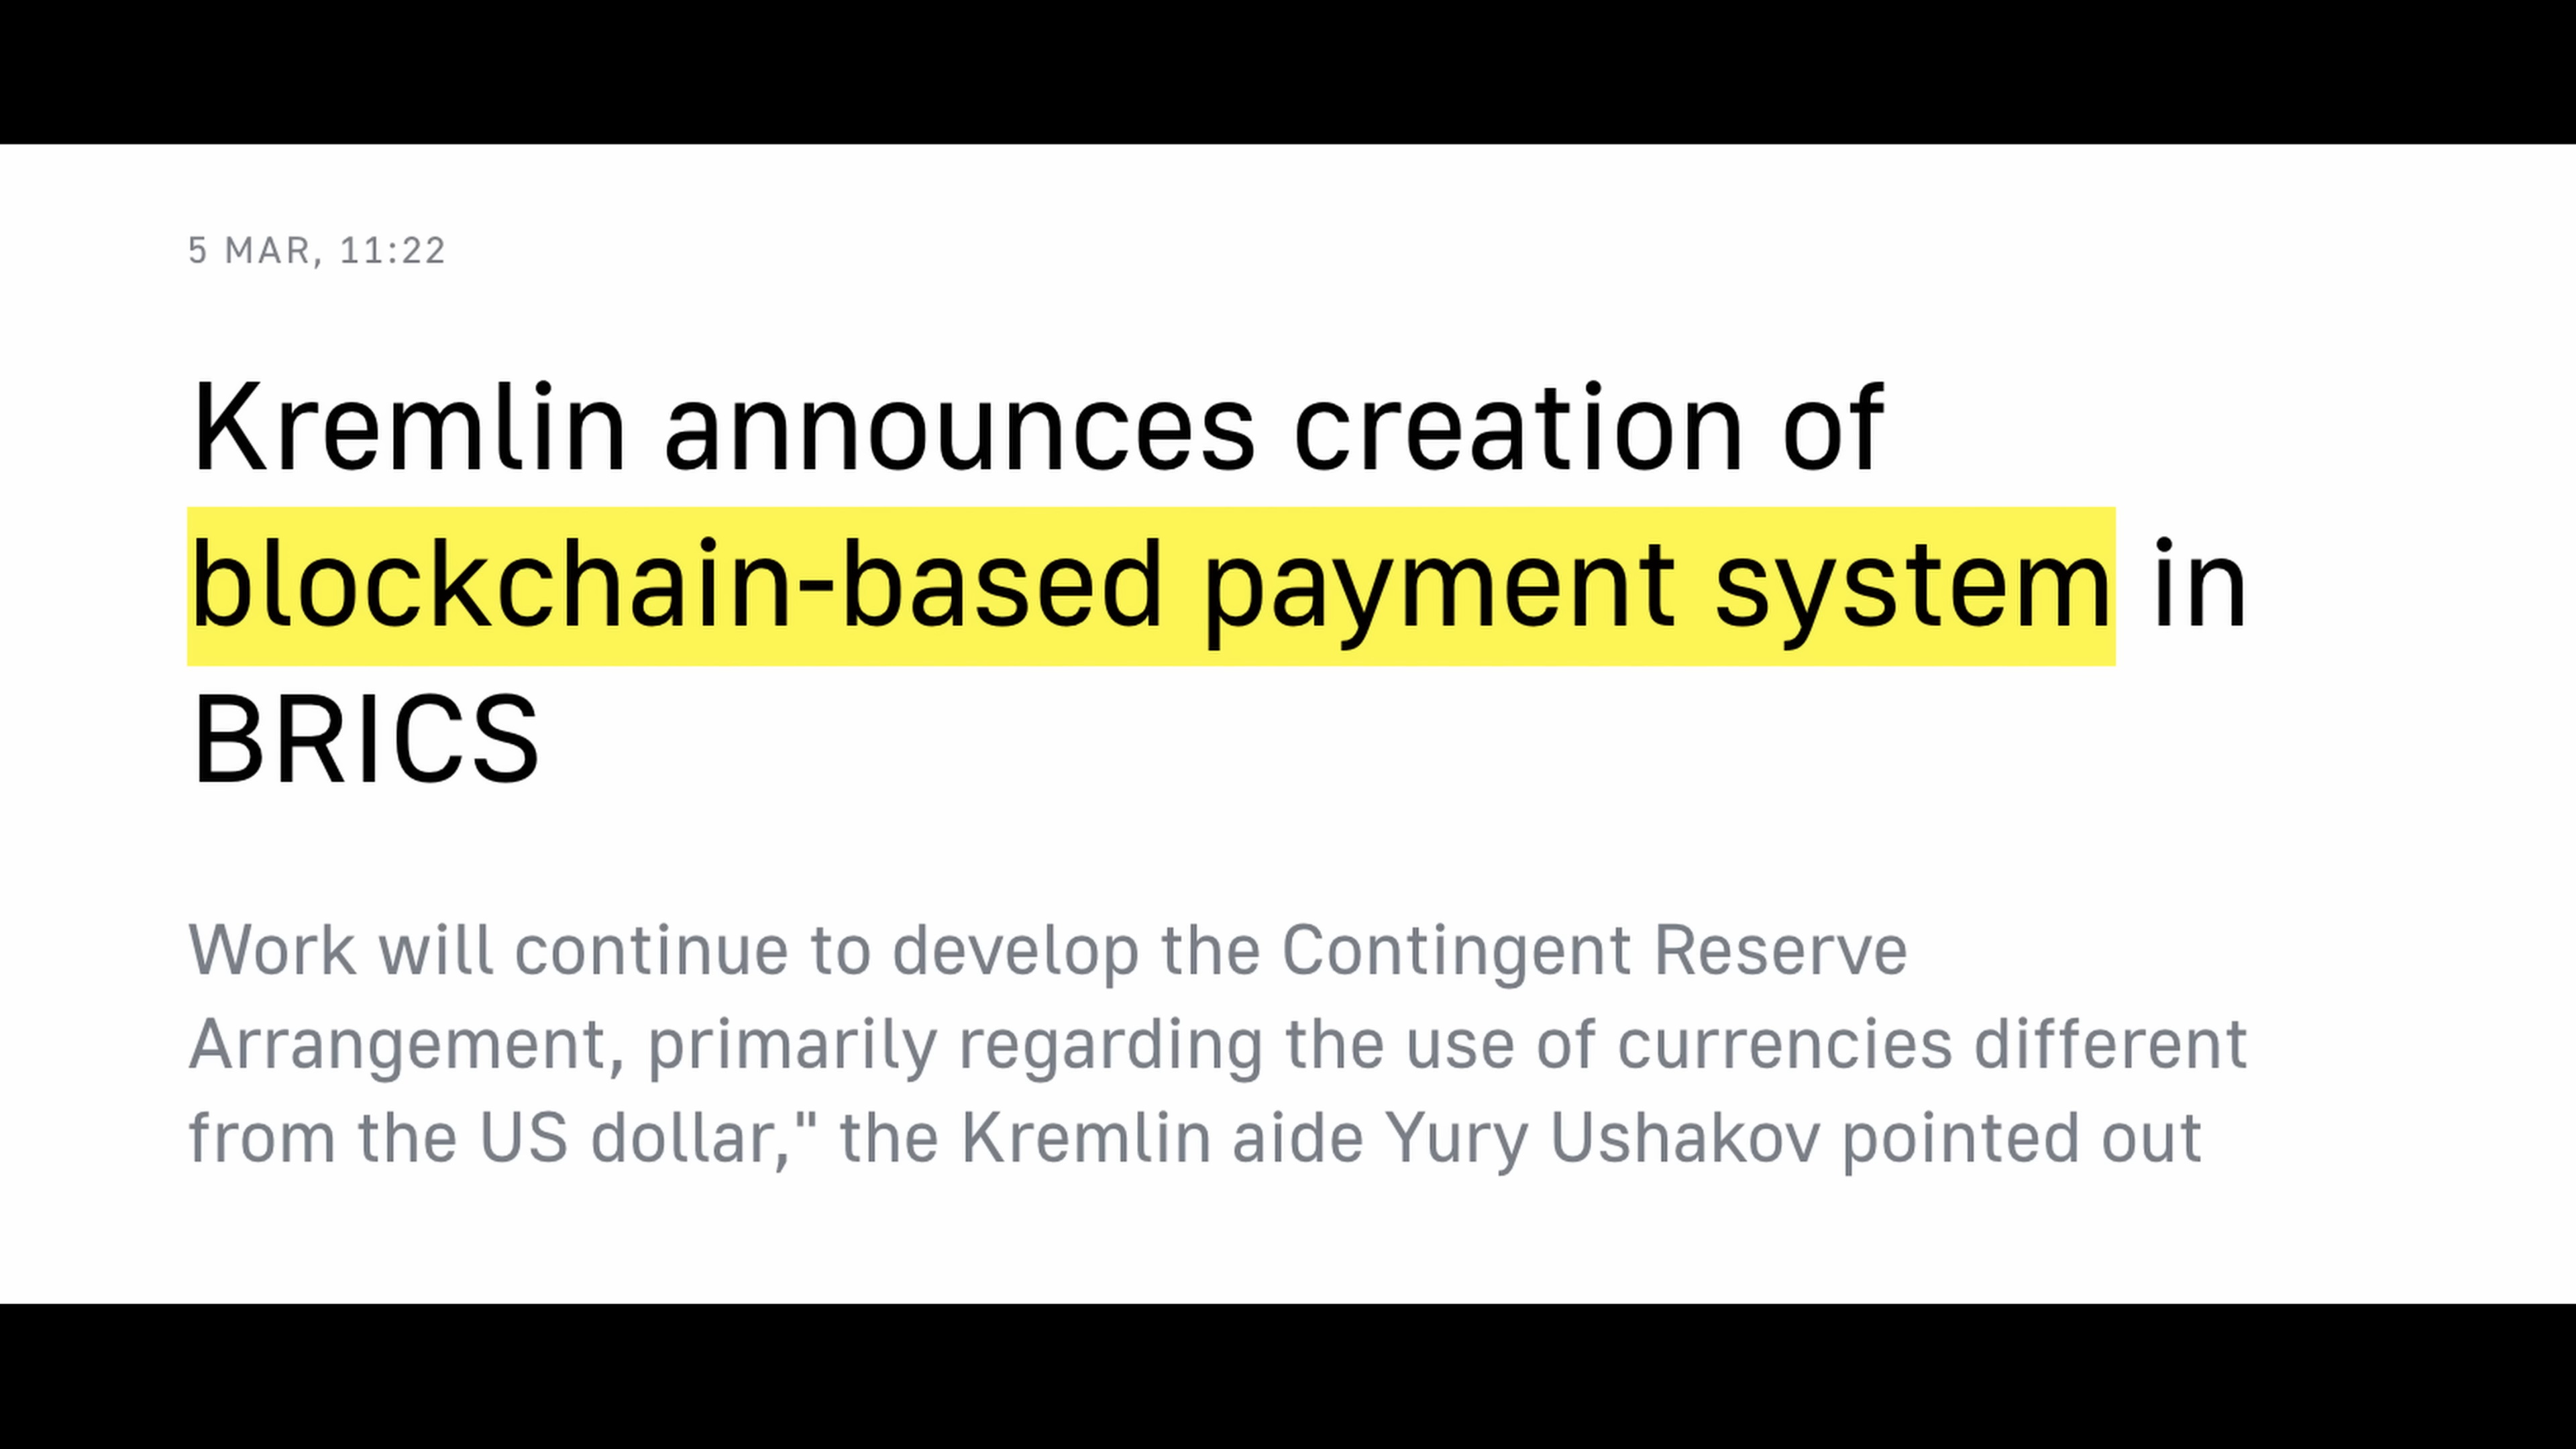 5 MAR, 11:22
Kremlin announces creation of
blockchain-based payment system in
BRICS
Work will continue to develop the Contingent Reserve
Arrangement, primarily regarding the use of currencies different
from the US dollar," the Kremlin aide Yury Ushakov pointed out